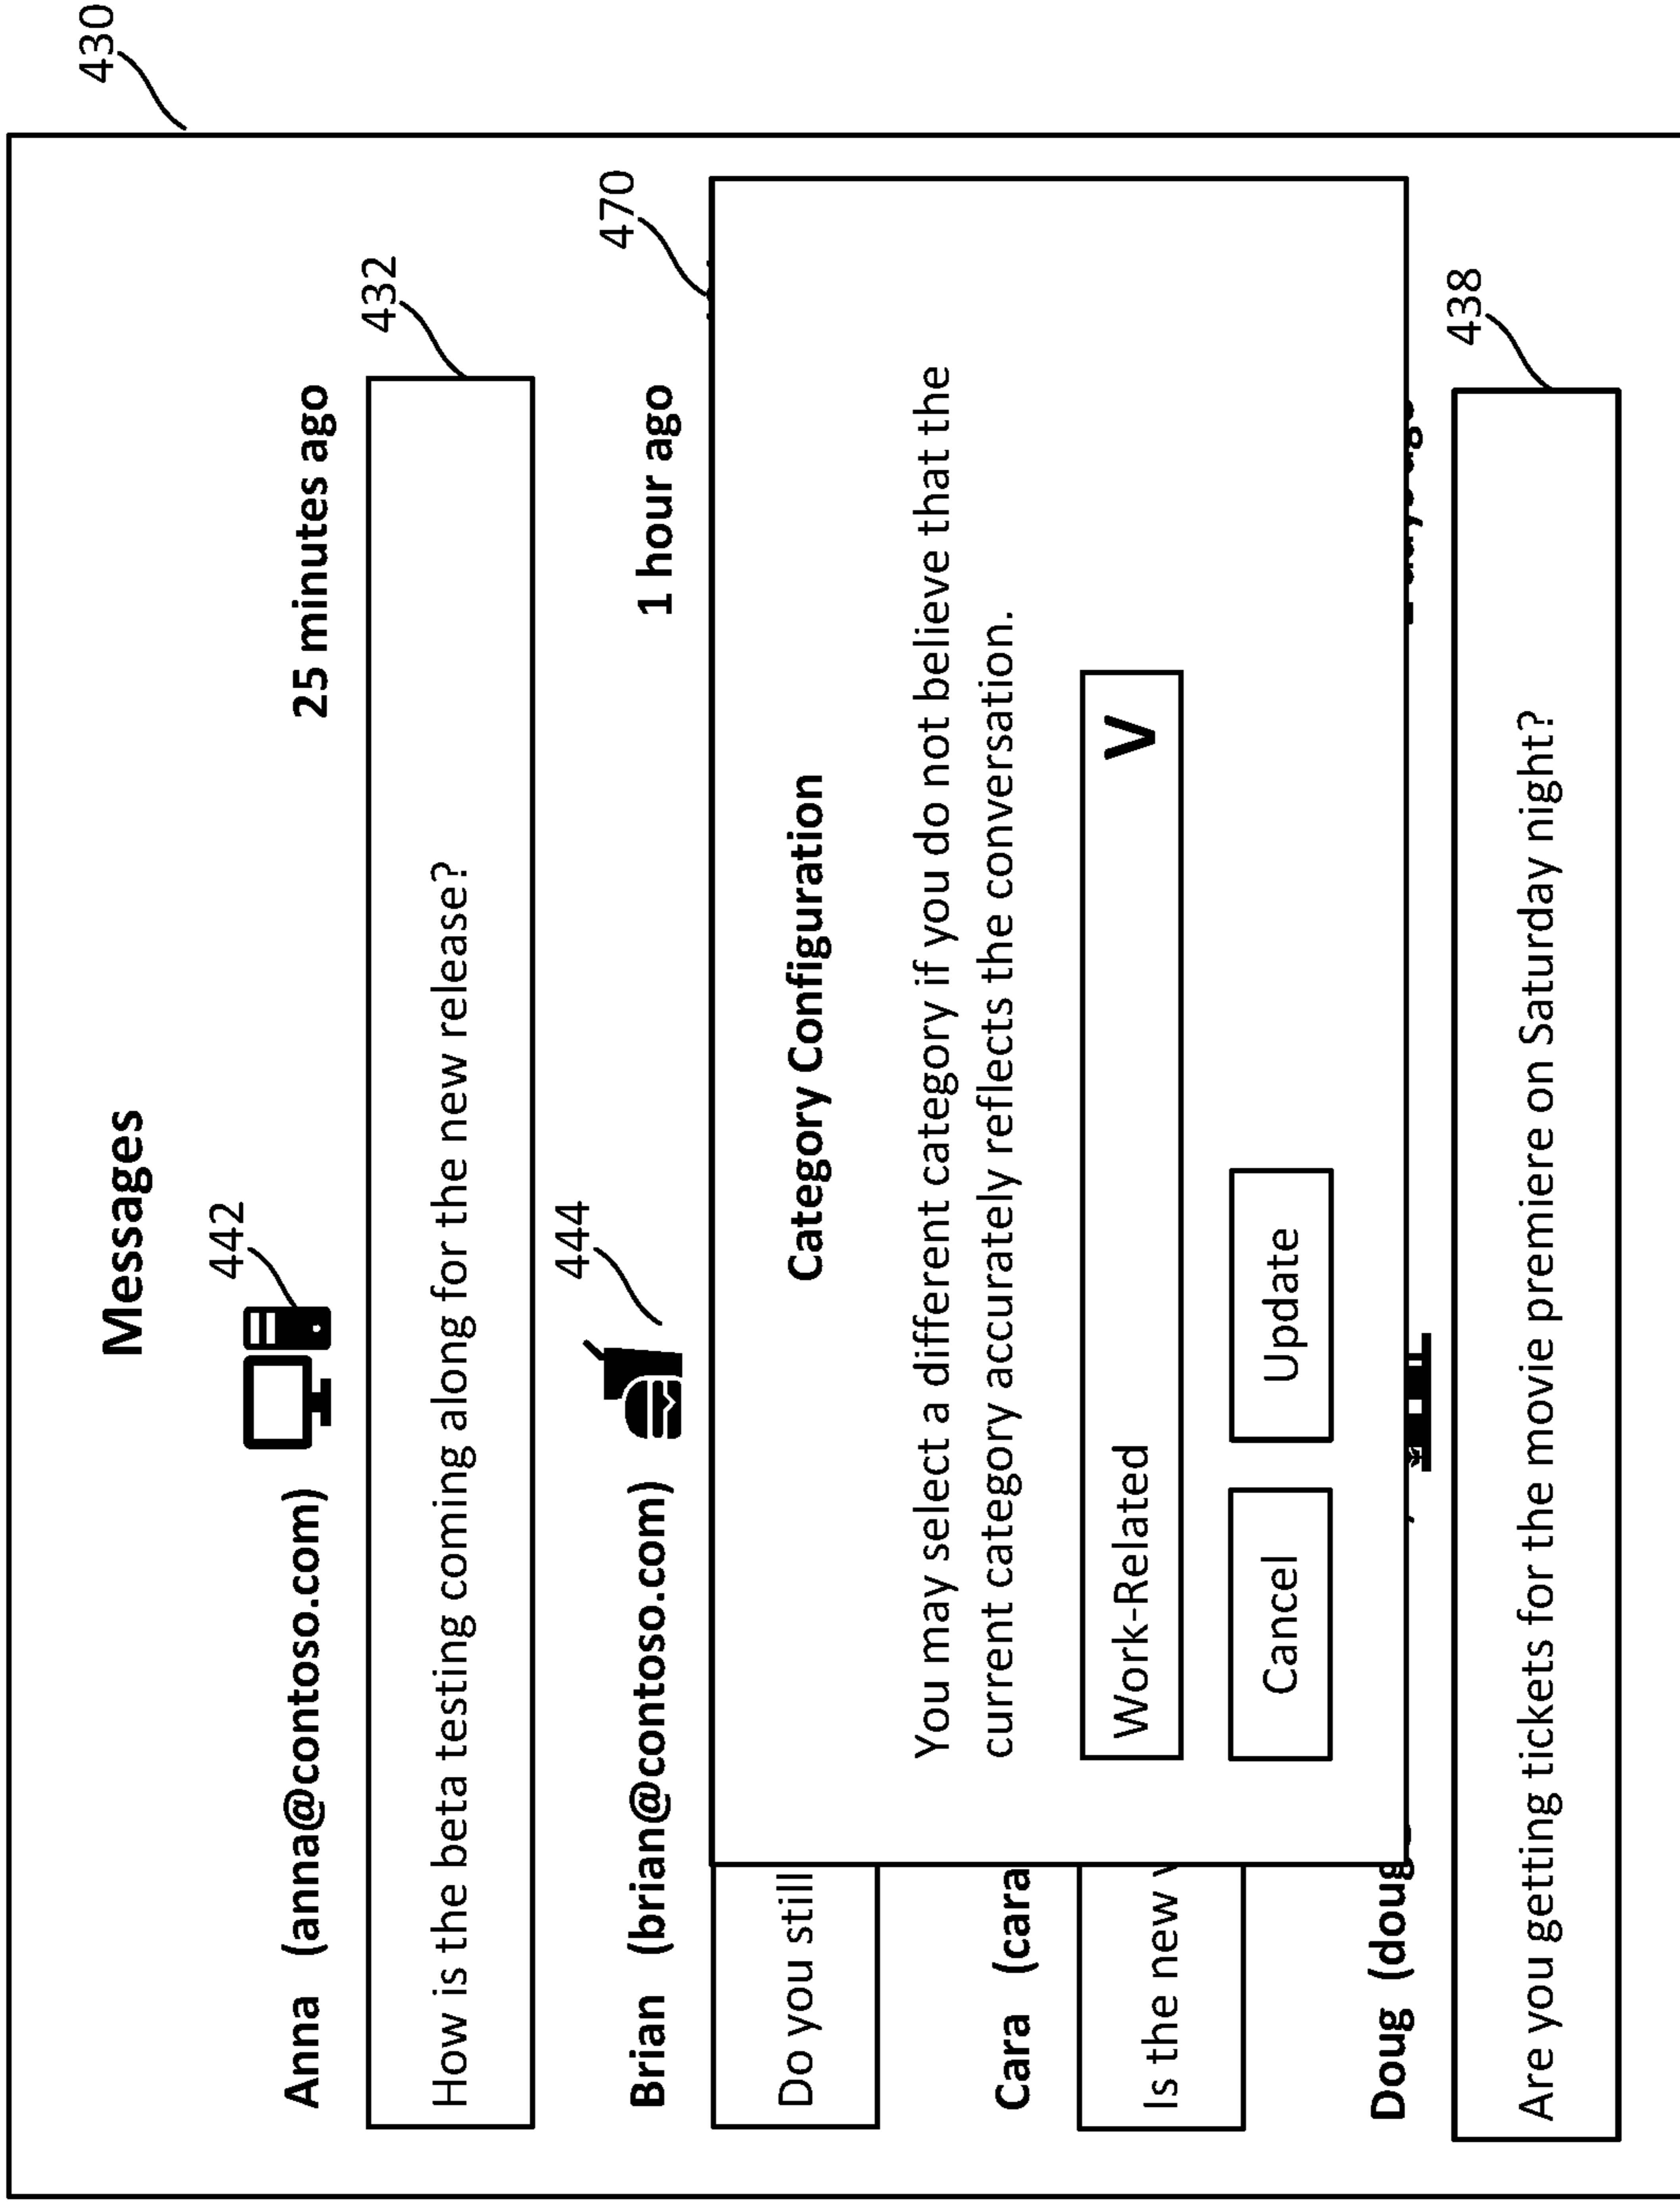 430
Messages
442
Anna (anna@contoso.com)
25 minutes ago
432
How is the beta testing coming along for the new release?
444
Brian (brian@contoso.com)
1 hour ago
470
Do you still
Category Configuration
You may select a different category if you do not believe that the
current category accurately reflects the conversation.
Cara (cara
Work-Related V
Is the new
Cancel
Update
Doug (doug
438
Are you getting tickets for the movie premiere on Saturday night?